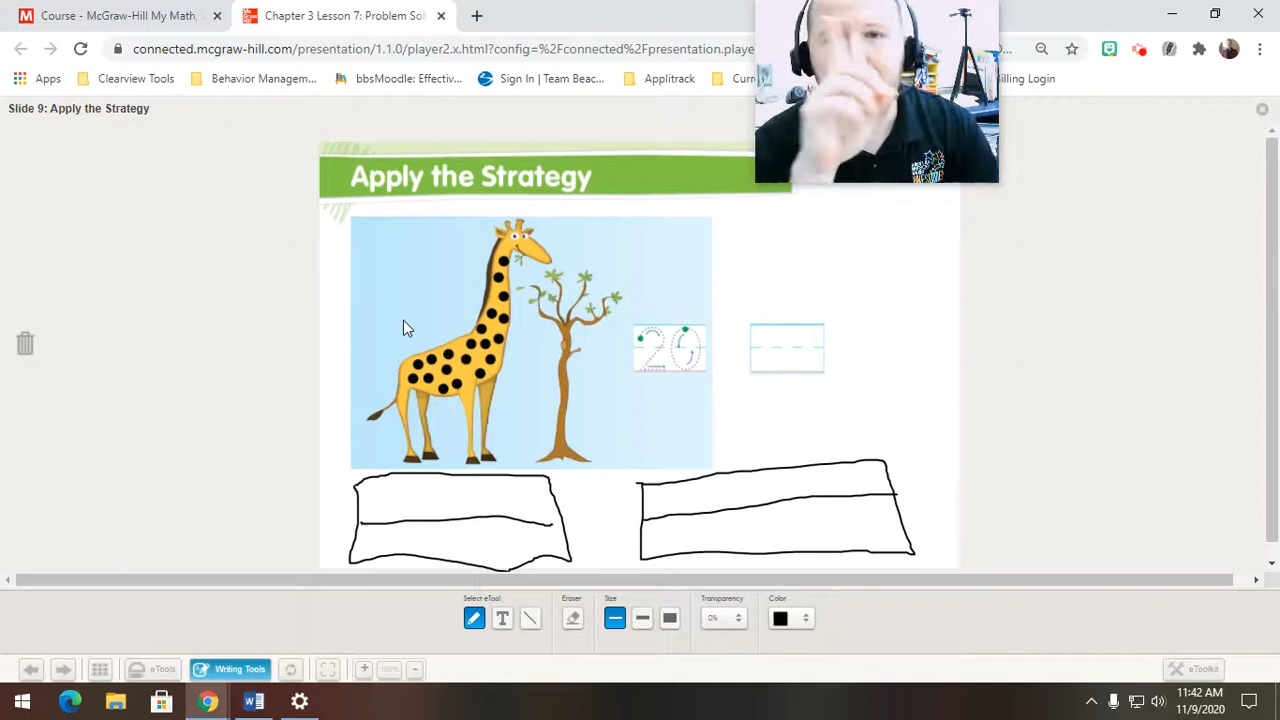 Course - McGraw-Hill My Math,
Chapter 3 Lesson 7: Problem Sol
connected.mcgraw-hill.com/presentation/1.1.0/player2.x.html?config=%2Fconnected%2Fpresentation.playe
Apps
Clearview Tools
Behavior Managem...
bbsMoodle: Effectiv...
Sign In | Team Beac...
Applitrack
Curre
illing Login
Slide 9: Apply the Strategy
Apply the Strategy
20
Select eTool
Eraser
Size
Transparency
Color
T
0%
eTools
Writing Tools
100%
eToolkit
11:42 AM
11/9/2020